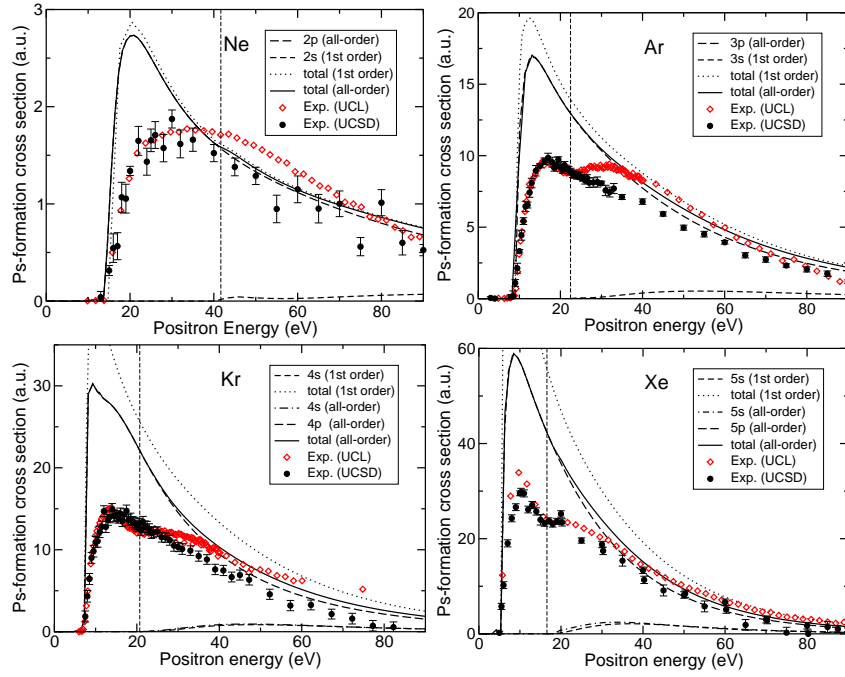 Ne
2p (all-order)
2s (1st order)
total (1st order)
total (all-order)
Exp. (UCL)
Exp. (UCSD)
Ps-formation cross section (a.u.)
3
2
1
0
0 20 40 60 80
Positron Energy (eV)
Ar
3p (all-order)
3s (1st order)
total (1st order)
total (all-order)
Exp. (UCL)
Exp. (UCSD)
Ps-formation cross section (a.u.)
20
15
10
5
0
0 20 40 60 80
Positron energy (eV)
Kr
4s (1st order)
total (1st order)
4s (all-order)
4p (all-order)
total (all-order)
Exp. (UCL)
Exp. (UCSD)
Ps-formation cross section (a.u.)
30
20
10
0
0 20 40 60 80
Positron energy (eV)
Xe
5s (1st order)
total (1st order)
5s (all-order)
5p (all-order)
total (all-order)
Exp. (UCL)
Exp. (UCSD)
Ps-formation cross section (a.u.)
60
40
20
0
0 20 40 60 80
Positron energy (eV)